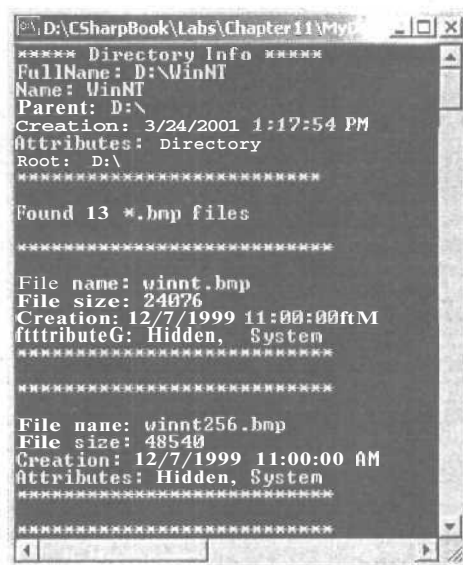 D:\CSharpBook\Labs\Chapter11\MyD
***** Directory Info *****
FullName: D:\WinNT
Name: WinNT
Parent: D:\
Creation: 3/24/2001 1:17:54 PM
Attributes: Directory
Root: D:\
**************************
Found 13 *.bmp files
***************************
File name: winnt.bmp
File size: 24076
Creation: 12/7/1999 11:00:00ftM
ftttributeG: Hidden, System
***************************
***************************
File name: winnt256.bmp
File size: 48540
Creation: 12/7/1999 11:00:00 AM
Attributes: Hidden, System
***************************
***************************